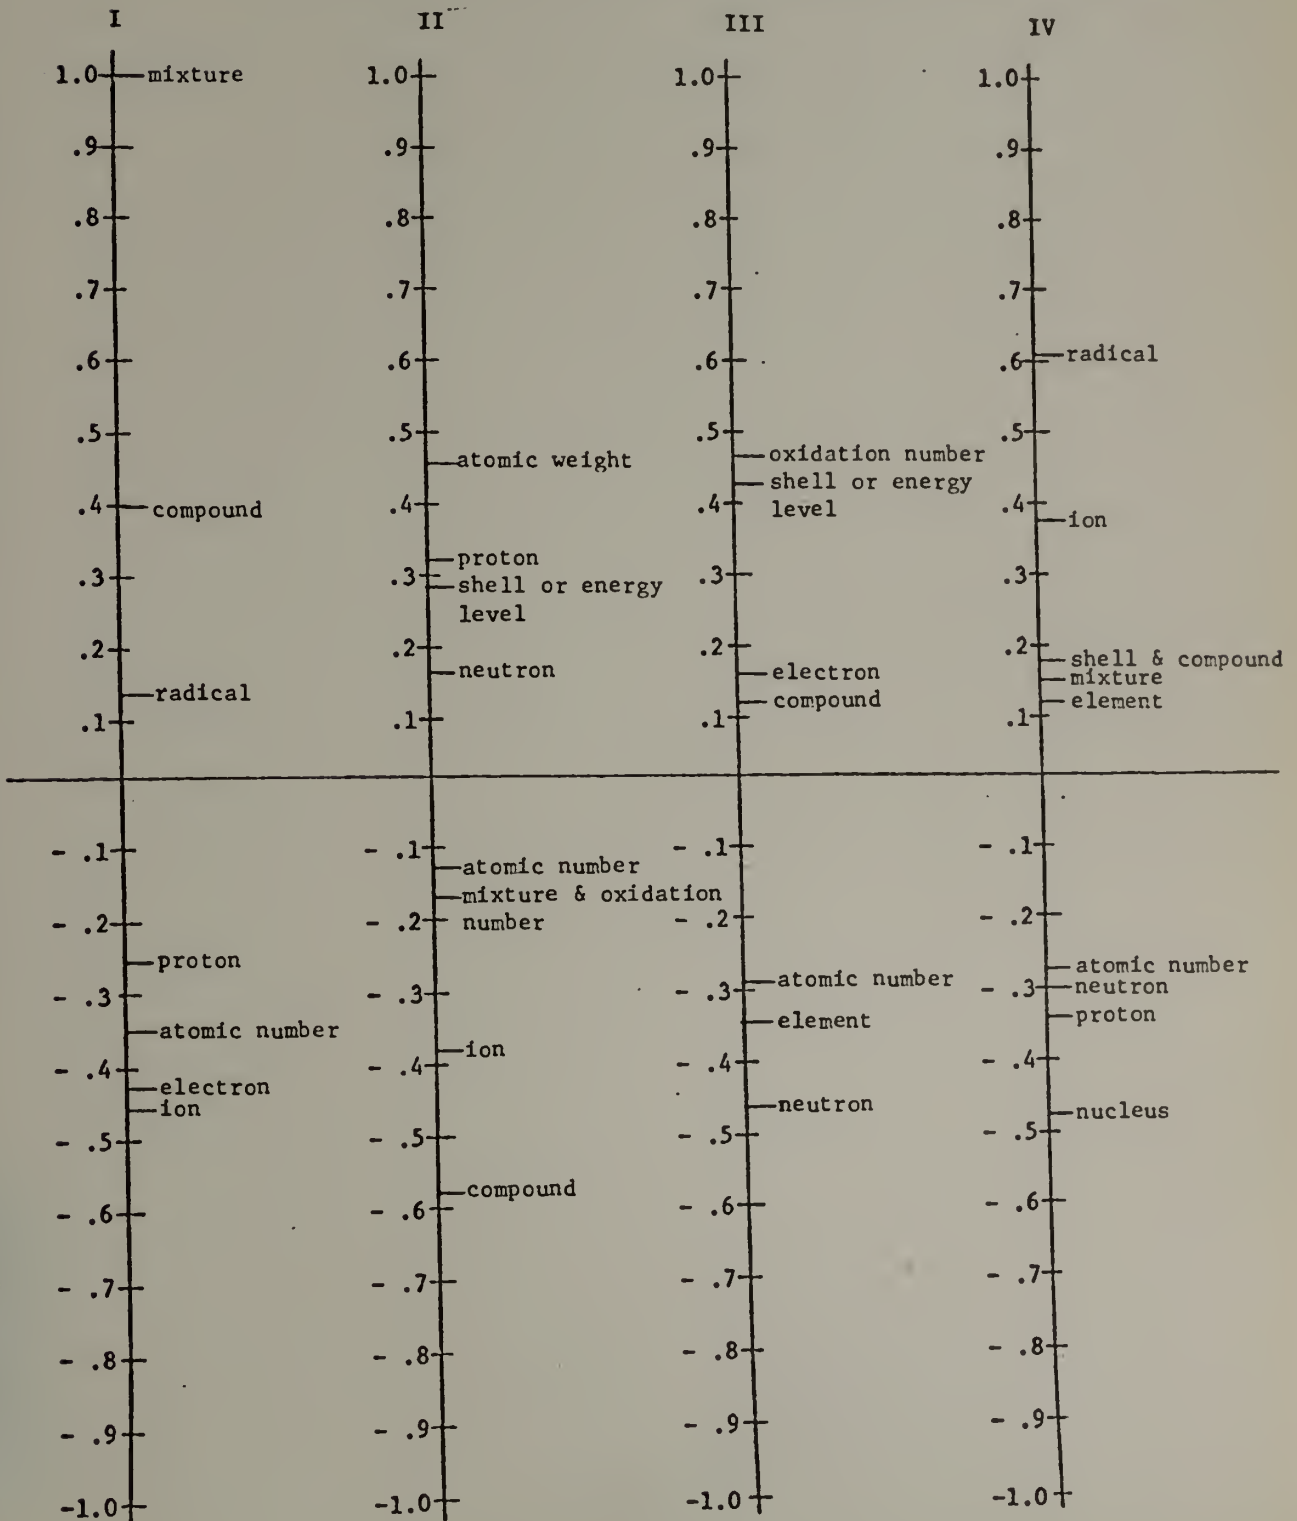 I II III IV
1.0 mixture 1.0 1.0 1.0
.9 .9 .9 .9
.8 .8 .8 .8
.7 .7 .7 .7
.6 .6 .6 radical
.5 .5 .5 .5
atomic weight oxidation number
shell or energy
.4 compound .4 .4 level .4 ion
proton
.3 .3 shell or energy .3 .3
level
.2 .2 neutron .2 electron .2 shell & compound
mixture
radical compound element
.1 .1 .1 .1
- .1 - .1 - .1 - .1
atomic number
mixture & oxidation
- .2 - .2 number - .2 - .2
proton atomic number atomic number
- .3 - .3 - .3 - .3 neutron
atomic number element proton
ion
- .4 - .4 - .4 - .4
electron
ion neutron nucleus
- .5 - .5 - .5 - .5
compound
- .6 - .6 - .6 - .6
- .7 - .7 - .7 - .7
- .8 - .8 - .8 - .8
- .9 - .9 - .9 - .9
-1.0 -1.0 -1.0 -1.0